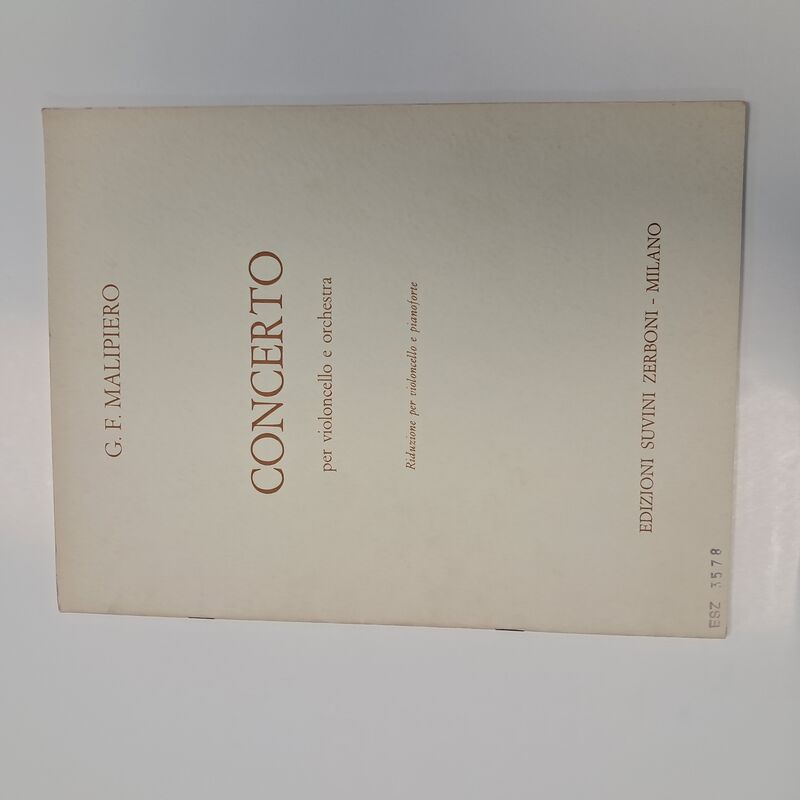 G. F. MALIPIERO
CONCERTO
per violoncello e orchestra
Riduzione per violoncello e pianoforte
EDIZIONI SUVINI ZERBONI - MILANO
ESZ 3578